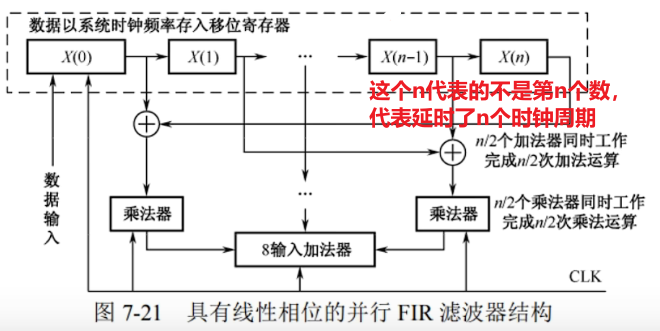 数据以系统时钟频率存入移位寄存器
X(0)
X(1)
···
X(n−1)
X(n)
这个n代表的不是第n个数,
代表延时了n个时钟周期
n/2个加法器同时工作
完成n/2次加法运算
数据输入
乘法器
···
乘法器
n/2个乘法器同时工作
完成n/2次乘法运算
8输入加法器
CLK
图 7-21 具有线性相位的并行 FIR 滤波器结构